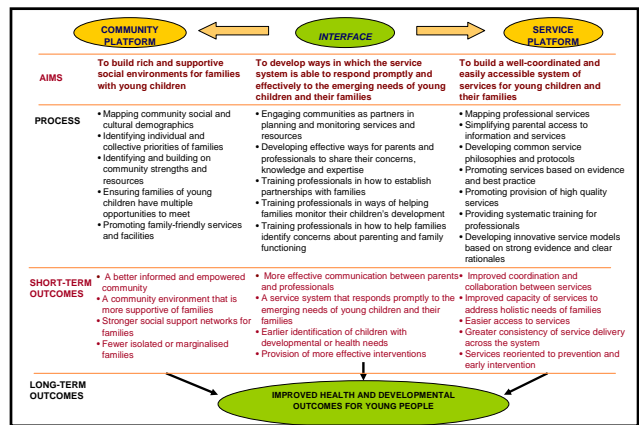 COMMUNITY
PLATFORM
INTERFACE
SERVICE
PLATFORM
AIMS
To build rich and supportive
social environments for families
with young children
To develop ways in which the service
system is able to respond promptly and
effectively to the emerging needs of young
children and their families
To build a well-coordinated and
easily accessible system of
services for young children and
their families
PROCESS
• Mapping community social and
cultural demographics
• Identifying individual and
collective priorities of families
• Identifying and building on
community strengths and
resources
• Ensuring families of young
children have multiple
opportunities to meet
• Promoting family-friendly services
and facilities
• Engaging communities as partners in
planning and monitoring services and
resources
• Developing effective ways for parents and
professionals to share their concerns,
knowledge and expertise
• Training professionals in how to establish
partnerships with families
• Training professionals in ways of helping
families monitor their children's development
• Training professionals in how to help families
identify concerns about parenting and family
functioning
• Mapping professional services
• Simplifying parental access to
information and services
• Developing common service
philosophies and protocols
• Promoting services based on evidence
and best practice
• Promoting provision of high quality
services
• Providing systematic training for
professionals
• Developing innovative service models
based on strong evidence and clear
rationales
SHORT-TERM
OUTCOMES
• A better informed and empowered
community
• A community environment that is
more supportive of families
• Stronger social support networks for
families
• Fewer isolated or marginalised
families
• More effective communication between parents
and professionals
• A service system that responds promptly to the
emerging needs of young children and their
families
• Earlier identification of children with
developmental or health needs
• Provision of more effective interventions
• Improved coordination and
collaboration between services
• Improved capacity of services to
address holistic needs of families
• Easier access to services
• Greater consistency of service delivery
across the system
• Services reoriented to prevention and
early intervention
LONG-TERM
OUTCOMES
IMPROVED HEALTH AND DEVELOPMENTAL
OUTCOMES FOR YOUNG PEOPLE